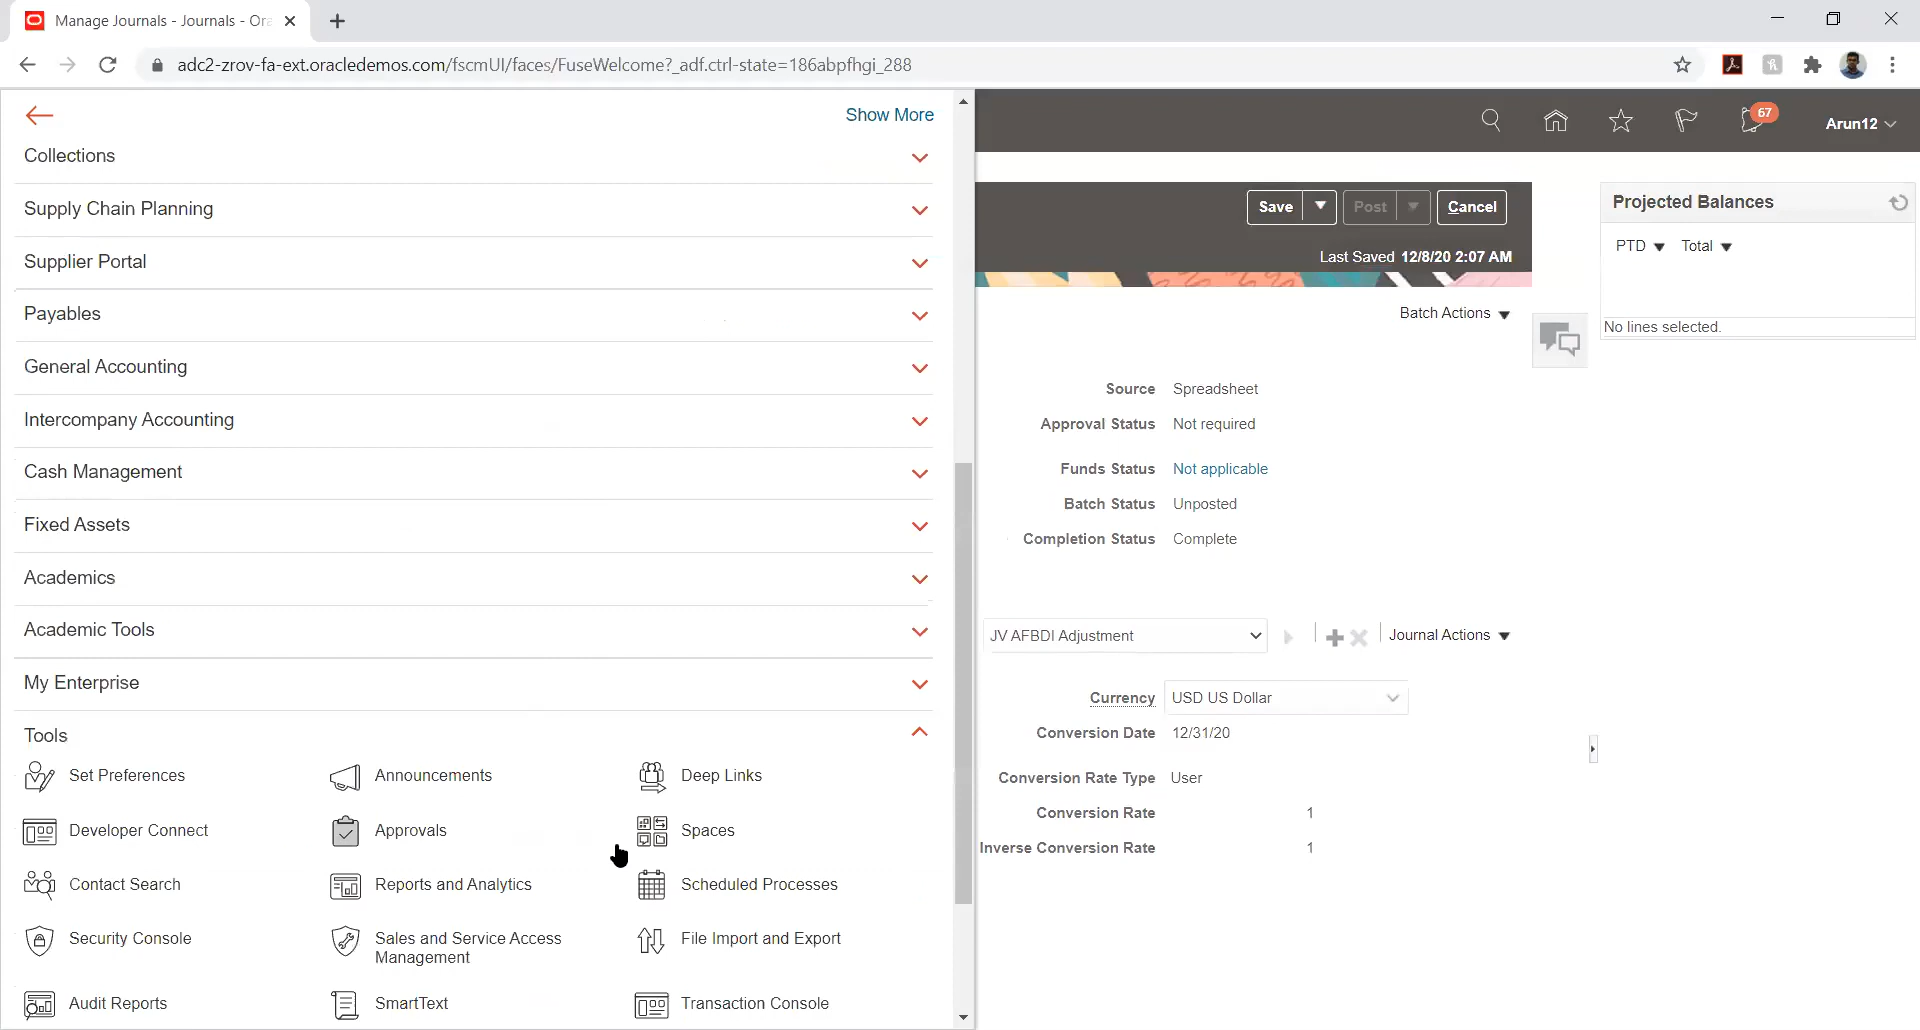 Manage Journals - Journals - Ora
adc2-zrov-fa-ext.oracledemos.com/fscmUI/faces/FuseWelcome?_adf.ctrl-state=186abpfhgi_288
Show More
Collections
Supply Chain Planning
Supplier Portal
Payables
General Accounting
Intercompany Accounting
Cash Management
Fixed Assets
Academics
Academic Tools
My Enterprise
Tools
Set Preferences
Announcements
Deep Links
Developer Connect
Approvals
Spaces
Contact Search
Reports and Analytics
Scheduled Processes
Security Console
Sales and Service Access
Management
File Import and Export
Audit Reports
SmartText
Transaction Console
67
Arun12
Save
Post
Cancel
Last Saved 12/8/20 2:07 AM
Batch Actions
Source Spreadsheet
Approval Status Not required
Funds Status Not applicable
Batch Status Unposted
Completion Status Complete
JV AFBDI Adjustment
Journal Actions
Currency USD US Dollar
Conversion Date 12/31/20
Conversion Rate Type User
Conversion Rate 1
Inverse Conversion Rate 1
Projected Balances
PTD Total
No lines selected.